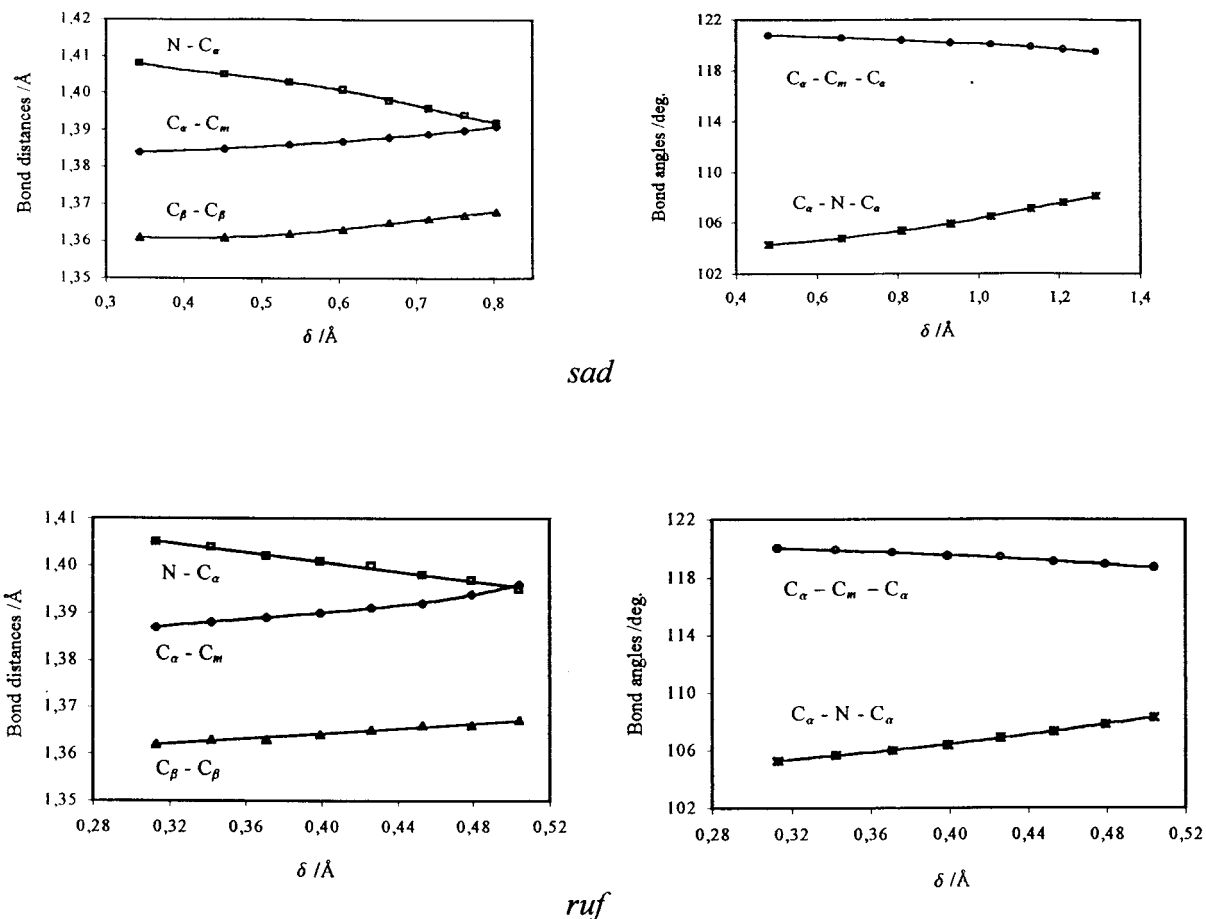 1,42
1,41
1,40
1,39
1,38
1,37
1,36
1,35
Bond distances /Å
N - Cα
Cα - Cm
Cβ - Cβ
0,3 0,4 0,5 0,6 0,7 0,8
δ /Å
122
118
114
110
106
102
Bond angles /deg.
Cα - Cm - Cα
Cα - N - Cα
0,4 0,6 0,8 1,0 1,2 1,4
δ /Å
sad
1,41
1,40
1,39
1,38
1,37
1,36
1,35
Bond distances /Å
N - Cα
Cα - Cm
Cβ - Cβ
0,28 0,32 0,36 0,40 0,44 0,48 0,52
δ /Å
122
118
114
110
106
102
Bond angles /deg.
Cα - Cm - Cα
Cα - N - Cα
0,28 0,32 0,36 0,40 0,44 0,48 0,52
δ /Å
ruf